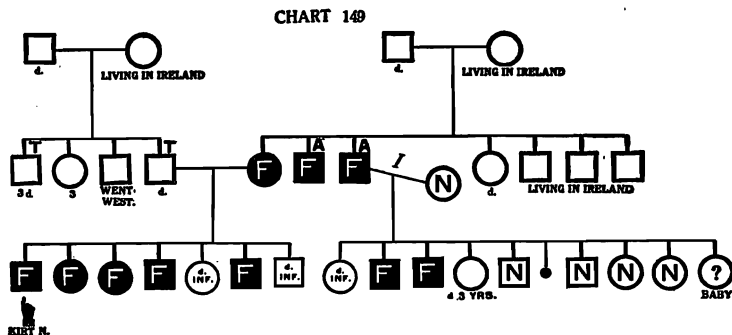 CHART 149
d.
LIVING IN IRELAND
d.
LIVING IN IRELAND
T
T
A
A
I
F
F
F
N
3 d.
3
WENT
WEST.
d.
d.
LIVING IN IRELAND
F
F
F
F
d.
INF.
F
d.
INF.
d.
INF.
F
F
N
N
N
N
?
d. 3 YRS.
BABY
KIRT N.